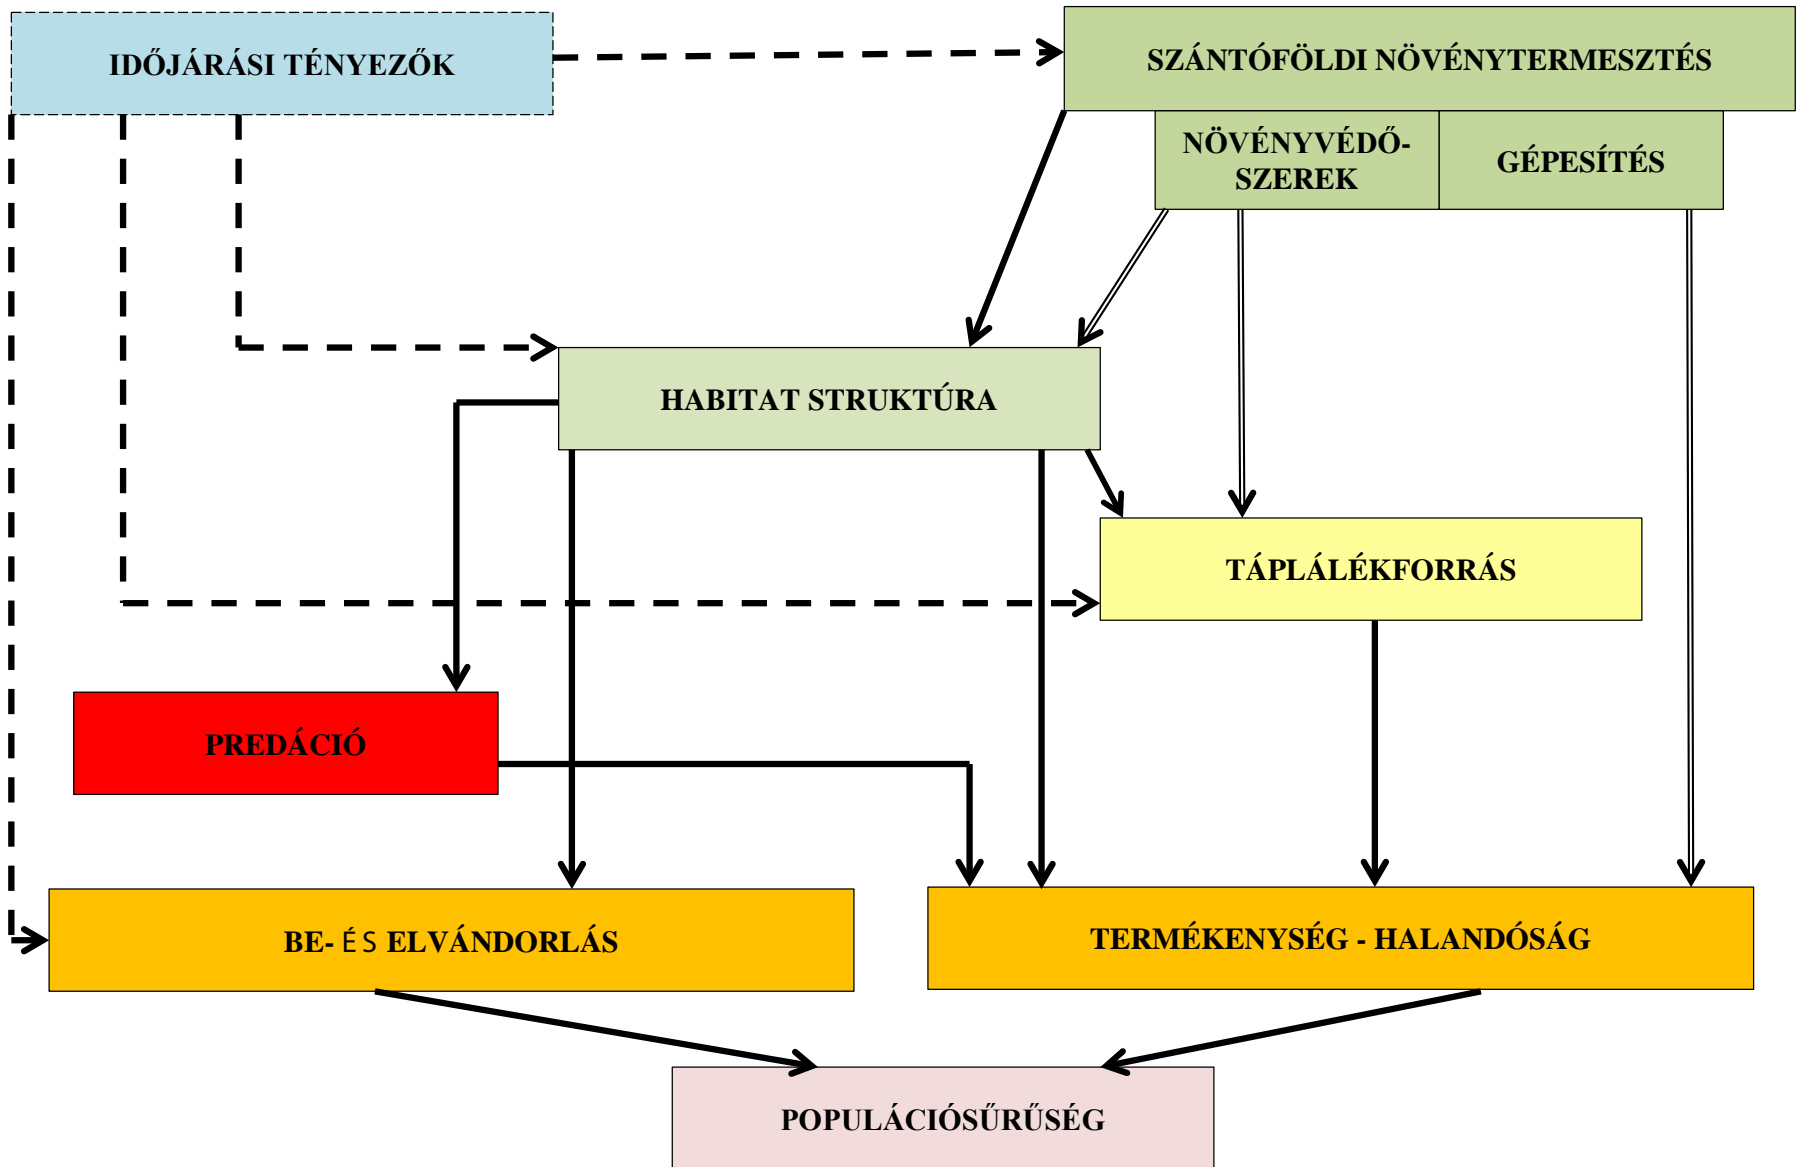 IDŐJÁRÁSI TÉNYEZŐK
SZÁNTÓFÖLDI NÖVÉNYTERMESZTÉS
NÖVÉNYVÉDŐ-
SZEREK
GÉPESÍTÉS
HABITAT STRUKTÚRA
TÁPLÁLÉKFORRÁS
PREDÁCIÓ
BE- ÉS ELVÁNDORLÁS
TERMÉKENYSÉG - HALANDÓSÁG
POPULÁCIÓSŰRŰSÉG